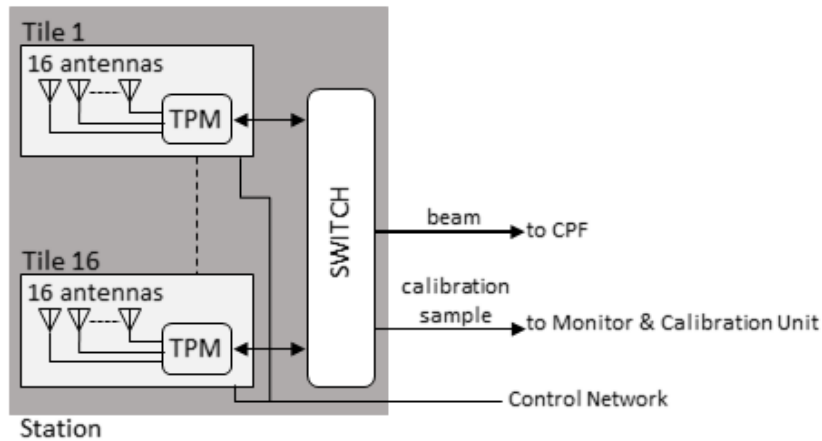 Tile 1
16 antennas
TPM
SWITCH
beam
to CPF
Tile 16
16 antennas
TPM
calibration
sample
to Monitor & Calibration Unit
Control Network
Station